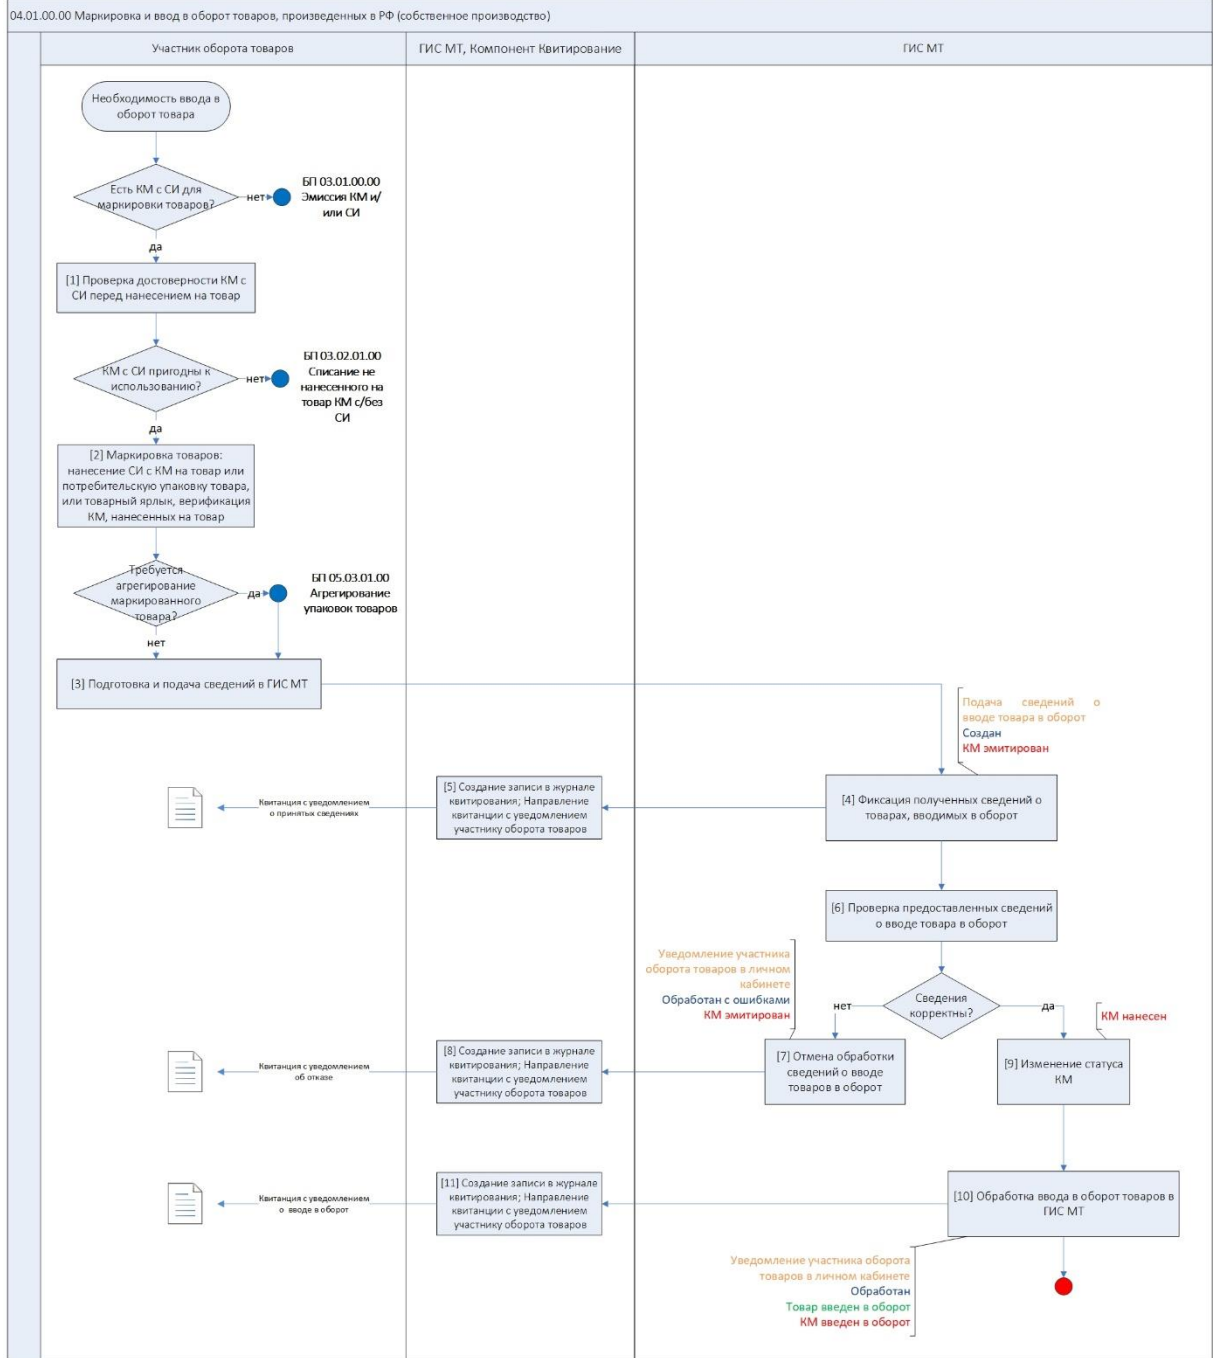 04.01.00.00 Маркировка и ввод в оборот товаров, произведенных в РФ (собственное производство)
Участник оборота товаров
ГИС МТ, Компонент Квитирование
ГИС МТ
Необходимость ввода в
оборот товара
Есть КМ с СИ для
маркировки товаров?
нет
БП 03.01.00.00
Эмиссия КМ и/
или СИ
да
[1] Проверка достоверности КМ с
СИ перед нанесением на товар
КМ с СИ пригодны к
использованию?
нет
БП 03.02.01.00
Списание не
нанесенного на
товар КМ с/без
СИ
да
[2] Маркировка товаров:
нанесение СИ с КМ на товар или
потребительскую упаковку товара,
или товарный ярлык, верификация
КМ, нанесенных на товар
Требуется
агрегирование
маркированного
товара?
да
БП 05.03.01.00
Агрегирование
упаковок товаров
нет
[3] Подготовка и подача сведений в ГИС МТ
Подача сведений о
вводе товара в оборот
Создан
КМ эмитирован
[4] Фиксация полученных сведений о
товарах, вводимых в оборот
[5] Создание записи в журнале
квитирования; Направление
квитанции с уведомлением
участнику оборота товаров
Квитанция с уведомлением
о принятых сведениях
[6] Проверка предоставленных сведений
о вводе товара в оборот
Уведомление участника
оборота товаров в личном
кабинете
Обработан с ошибками
КМ эмитирован
Сведения
корректны?
нет
да
КМ нанесен
[7] Отмена обработки
сведений о вводе
товаров в оборот
[8] Создание записи в журнале
квитирования; Направление
квитанции с уведомлением
участнику оборота товаров
Квитанция с уведомлением
об отказе
[9] Изменение статуса
КМ
[10] Обработка ввода в оборот товаров в
ГИС МТ
[11] Создание записи в журнале
квитирования; Направление
квитанции с уведомлением
участнику оборота товаров
Квитанция с уведомлением
о вводе в оборот
Уведомление участника оборота
товаров в личном кабинете
Обработан
Товар введен в оборот
КМ введен в оборот